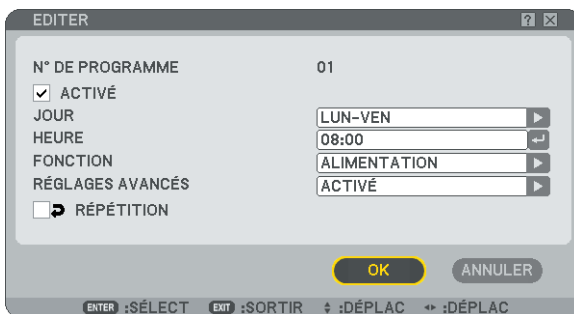 EDITER
N° DE PROGRAMME 01
ACTIVÉ
JOUR LUN-VEN
HEURE 08:00
FONCTION ALIMENTATION
RÉGLAGES AVANCÉS ACTIVÉ
RÉPÉTITION
OK ANNULER
ENTER :SÉLECT EXIT :SORTIR :DÉPLAC :DÉPLAC